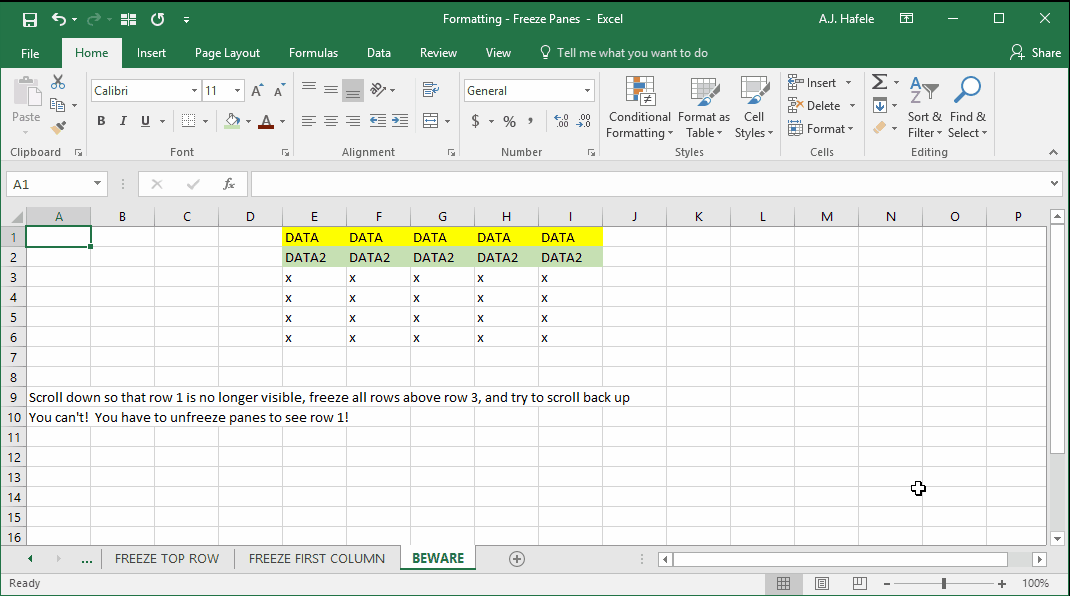 Formatting - Freeze Panes - Excel
A.J. Hafele
File Home Insert Page Layout Formulas Data Review View Tell me what you want to do Share
Paste
Calibri 11
General
B I U A
$ % ,
Conditional Formatting
Format as Table
Cell Styles
Insert
Delete
Format
Sort & Filter
Find & Select
Clipboard Font Alignment Number Styles Cells Editing
A1 fx
A B C D E F G H I J K L M N O P
1 DATA DATA DATA DATA DATA
2 DATA2 DATA2 DATA2 DATA2 DATA2
3 x x x x x
4 x x x x x
5 x x x x x
6 x x x x x
7
8
9 Scroll down so that row 1 is no longer visible, freeze all rows above row 3, and try to scroll back up
10 You can't!  You have to unfreeze panes to see row 1!
11
12
13
14
15
16
... FREEZE TOP ROW FREEZE FIRST COLUMN BEWARE
Ready 100%